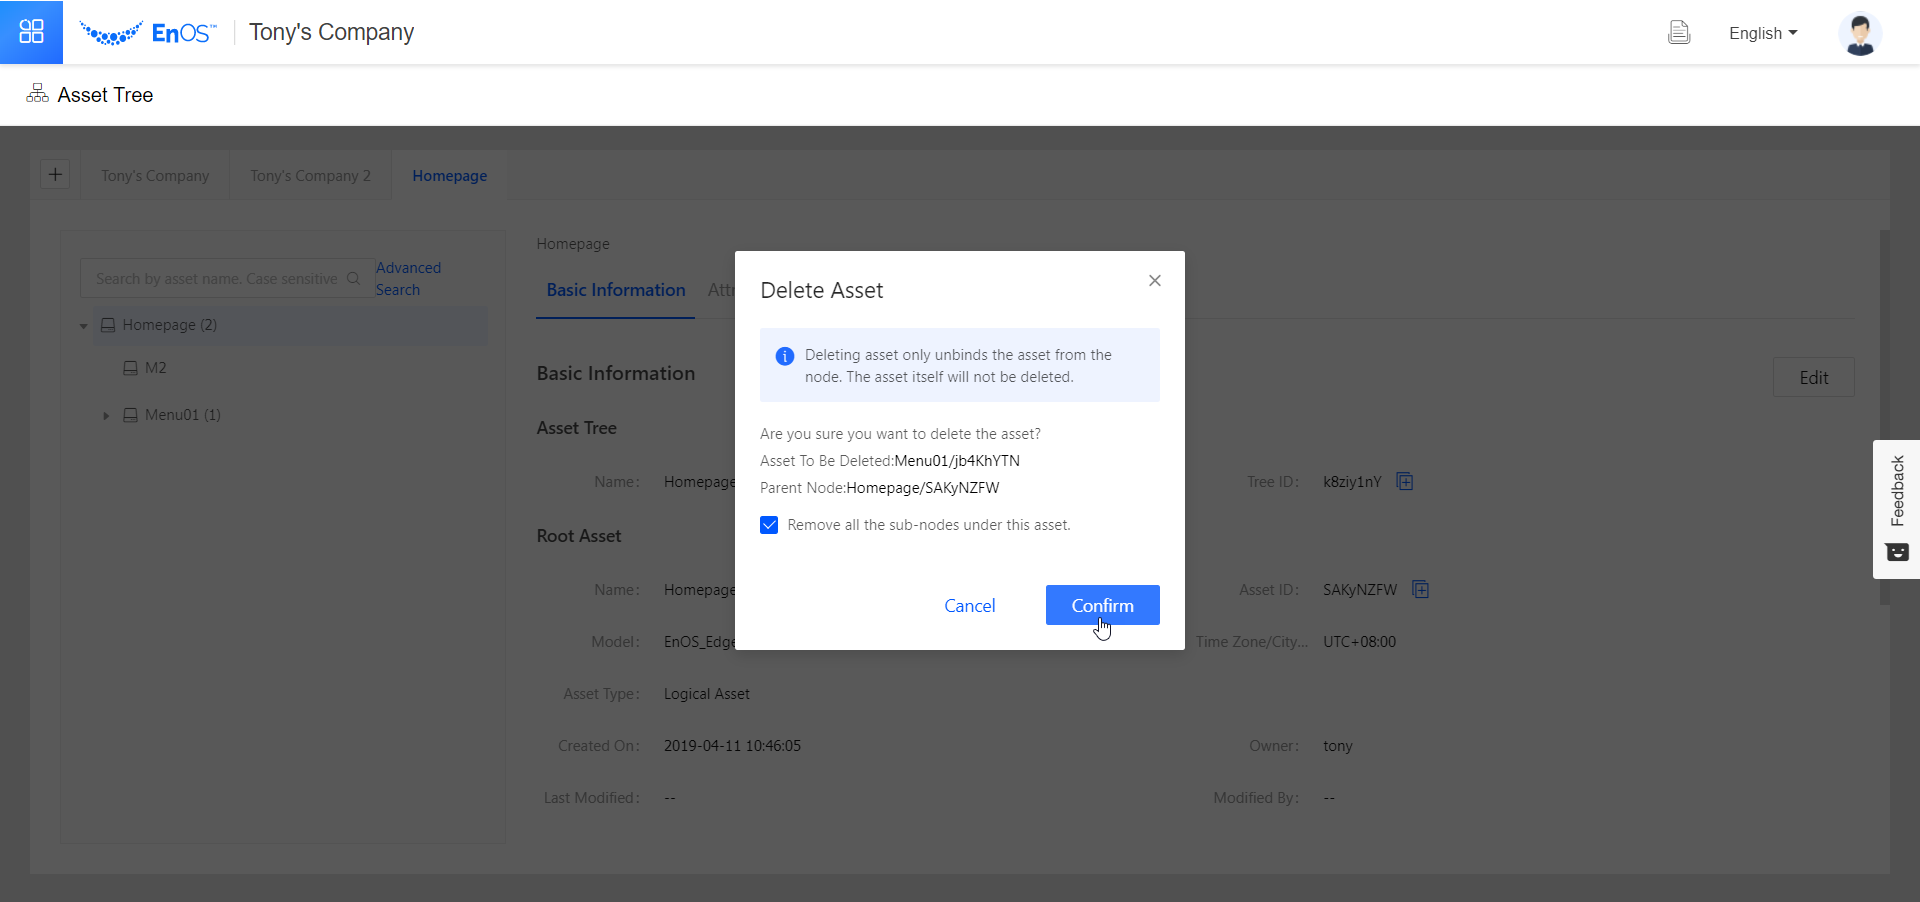 EnOS™
Tony's Company
English
Asset Tree
Tony's Company
Tony's Company 2
Homepage
Search by asset name. Case sensitive
Advanced
Search
Homepage (2)
M2
Menu01 (1)
Homepage
Basic Information
Att
Basic Information
Edit
Asset Tree
Name:
Homepage
Tree ID:
k8ziy1nY
Root Asset
Name:
Homepage
Asset ID:
SAKyNZFW
Model:
EnOS_Edge
Time Zone/City...
UTC+08:00
Asset Type:
Logical Asset
Created On:
2019-04-11 10:46:05
Owner:
tony
Last Modified:
--
Modified By:
--
Delete Asset
Deleting asset only unbinds the asset from the
node. The asset itself will not be deleted.
Are you sure you want to delete the asset?
Asset To Be Deleted:Menu01/jb4KhYTN
Parent Node:Homepage/SAKyNZFW
Remove all the sub-nodes under this asset.
Cancel
Confirm
Feedback